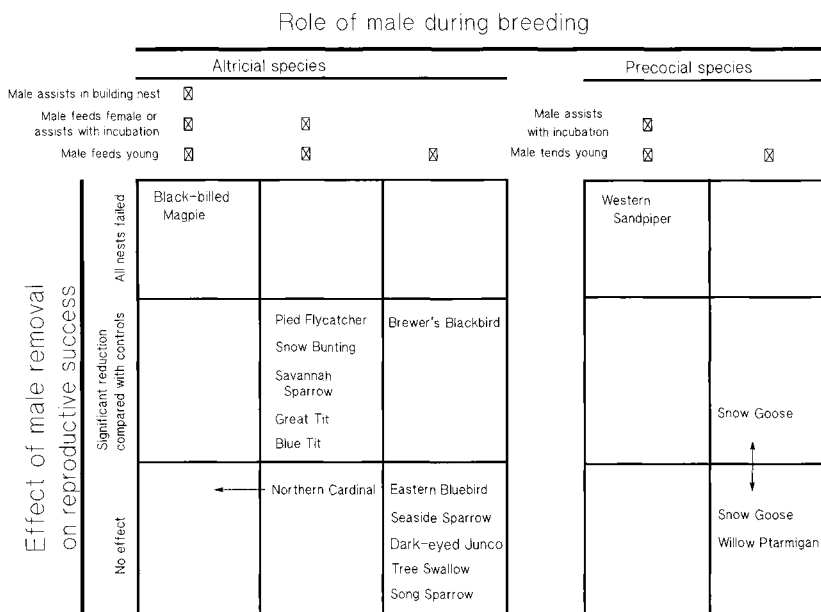 Role of male during breeding
Altricial species
Precocial species
Male assists in building nest
Male feeds female or
assists with incubation
Male feeds young
Male assists
with incubation
Male tends young
Effect of male removal
on reproductive success
All nests failed
Black-billed
Magpie
Western
Sandpiper
Significant reduction
compared with controls
Pied Flycatcher
Snow Bunting
Savannah
Sparrow
Great Tit
Blue Tit
Brewer's Blackbird
Snow Goose
No effect
Northern Cardinal
Eastern Bluebird
Seaside Sparrow
Dark-eyed Junco
Tree Swallow
Song Sparrow
Snow Goose
Willow Ptarmigan